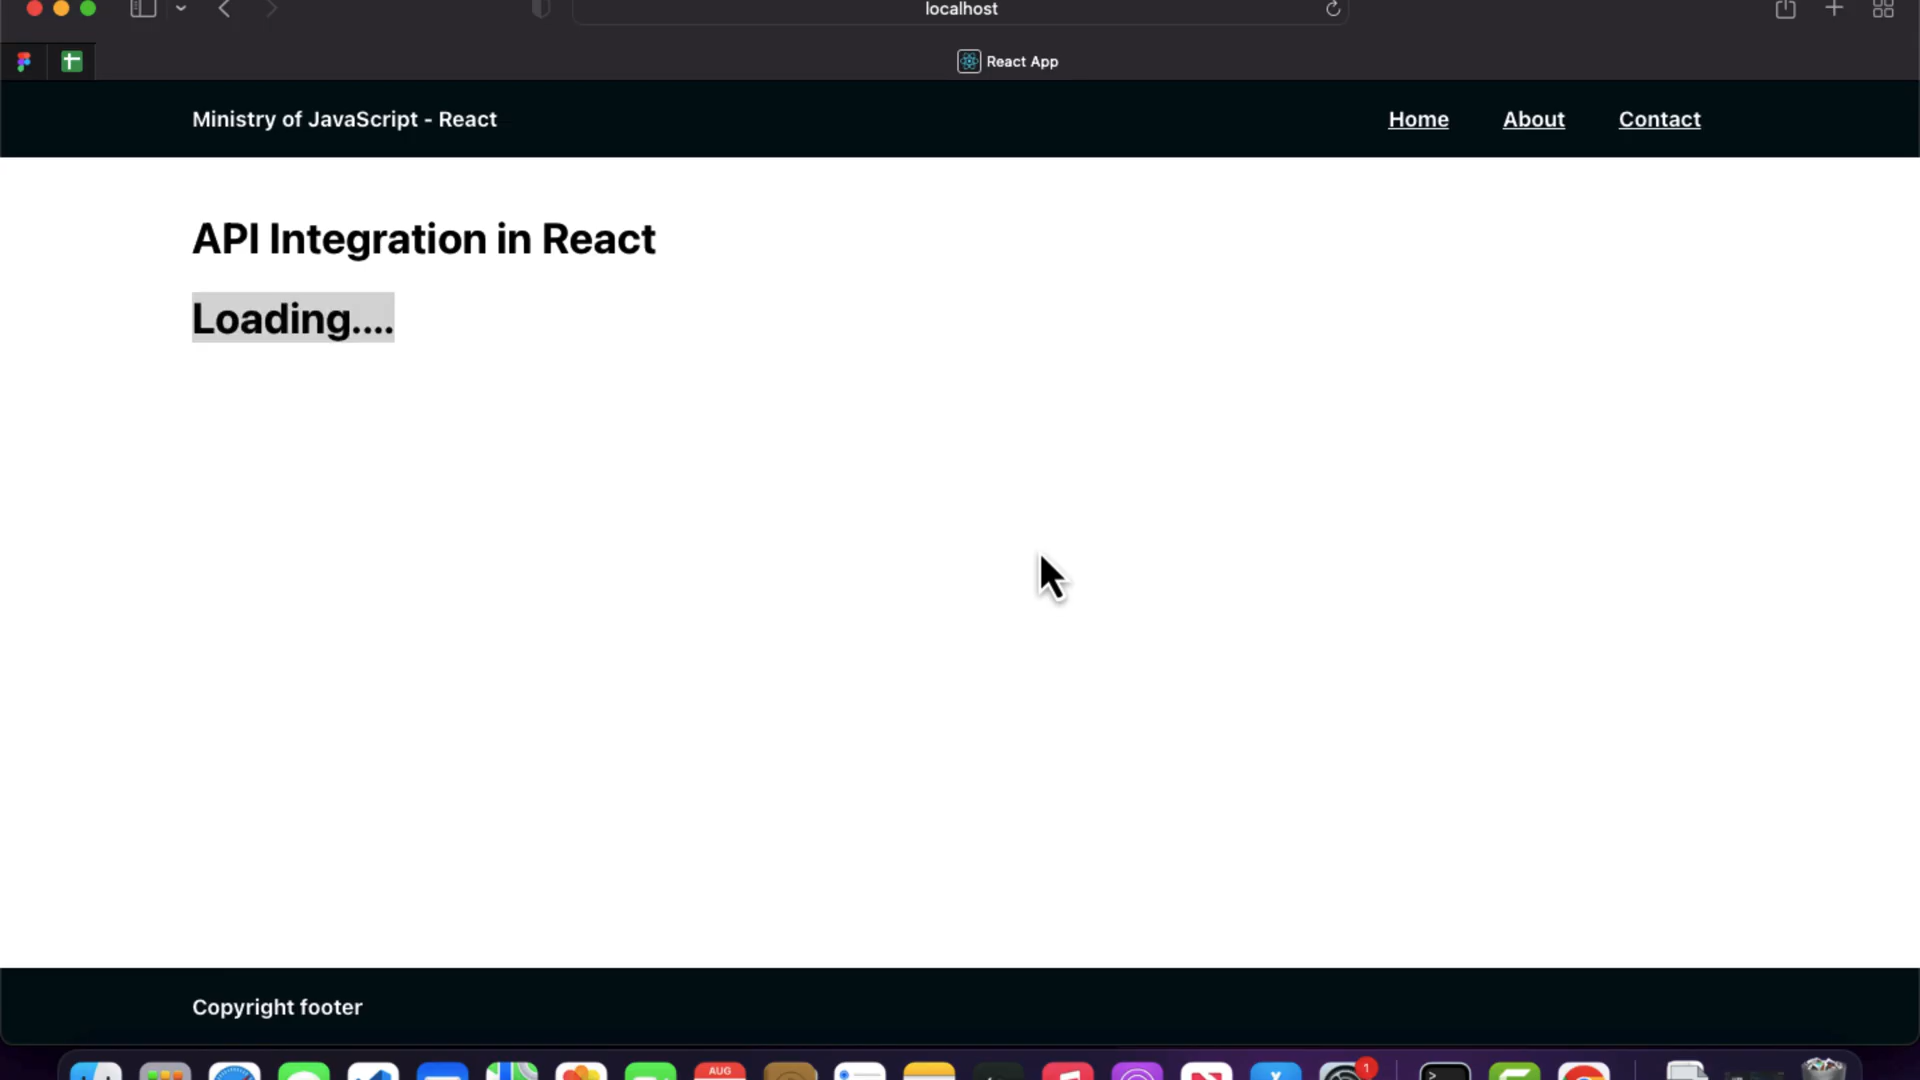 localhost
React App
Ministry of JavaScript - React
Home About Contact
API Integration in React
Loading....
Copyright footer
AUG
1